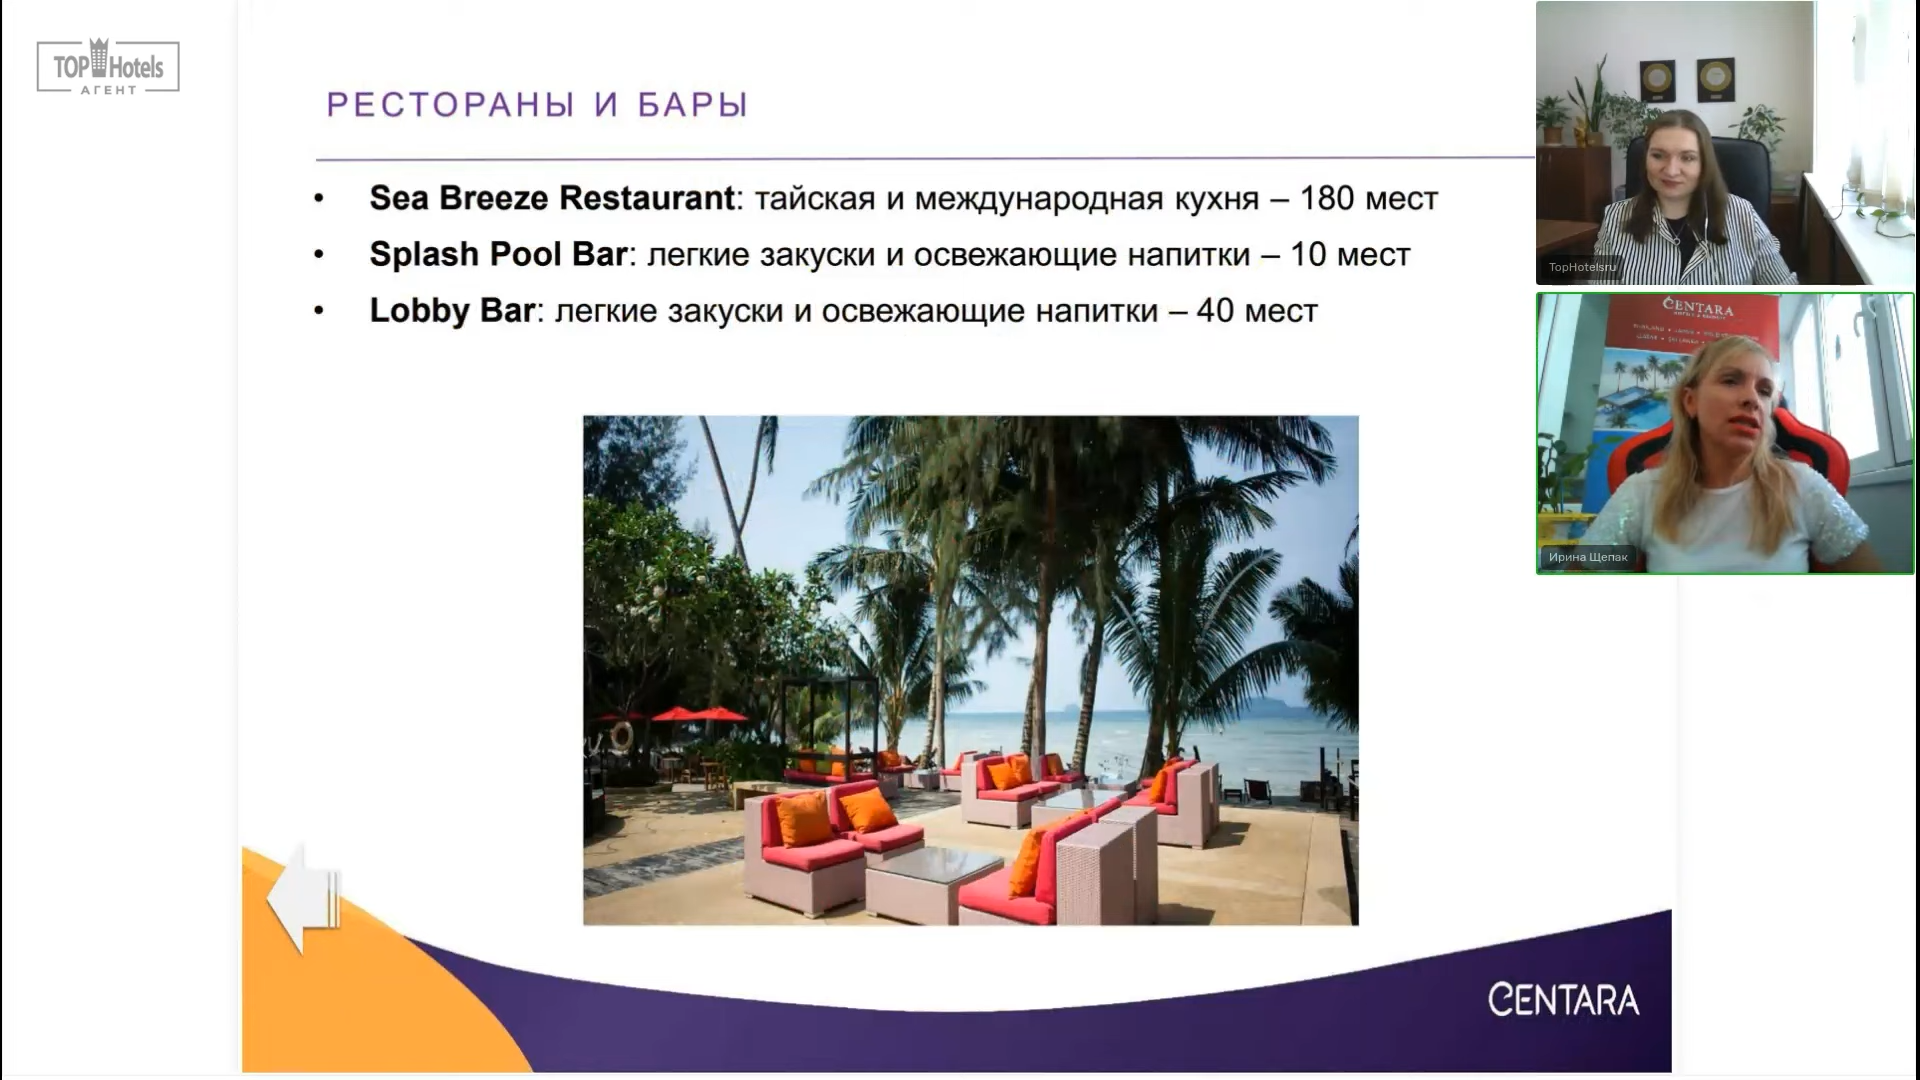 TOP Hotels
АГЕНТ
РЕСТОРАНЫ И БАРЫ
• Sea Breeze Restaurant: тайская и международная кухня – 180 мест
• Splash Pool Bar: легкие закуски и освежающие напитки – 10 мест
• Lobby Bar: легкие закуски и освежающие напитки – 40 мест
TopHotelsru
CENTARA
Ирина Щепак
CENTARA